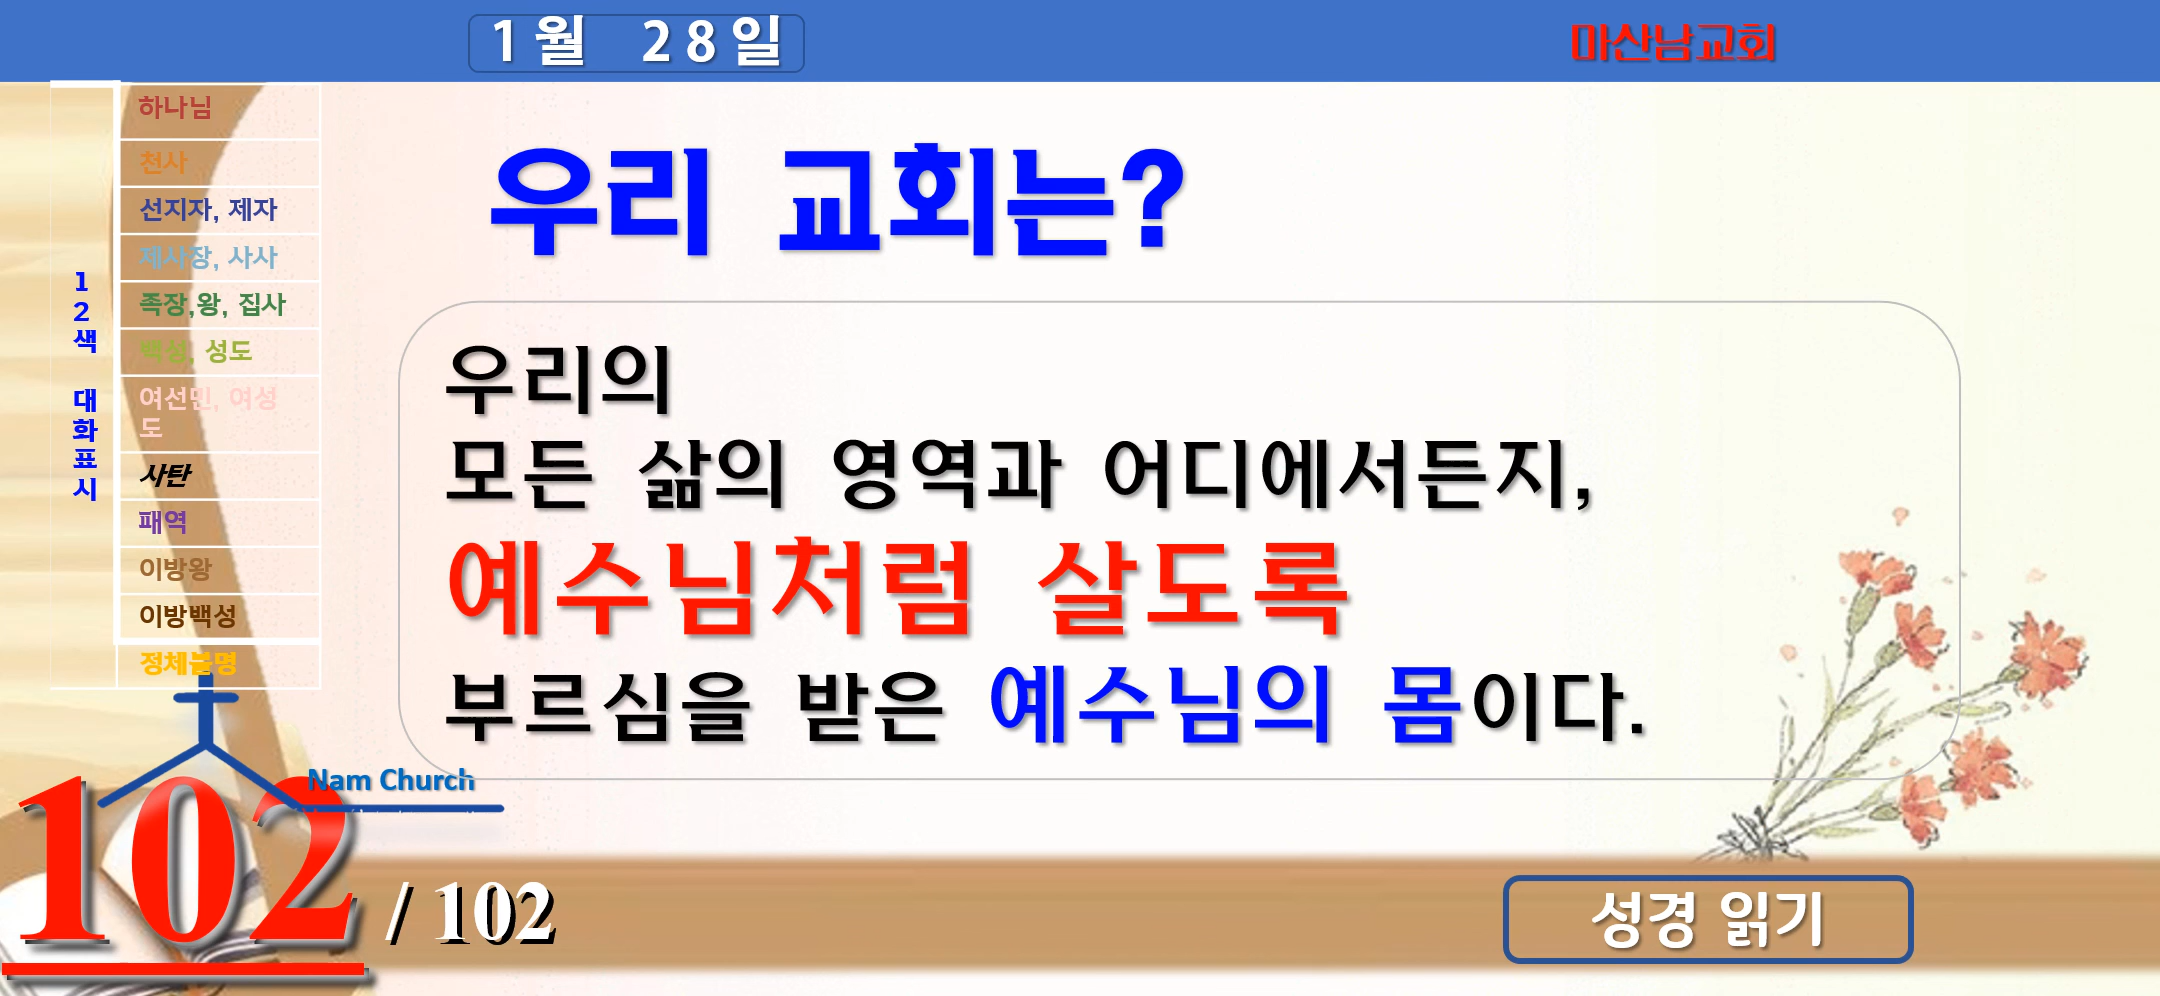 1월 28일
마산남교회
12색 대화표시
하나님
천사
선지자, 제자
제사장, 사사
족장,왕, 집사
백성, 성도
여선민, 여성
도
사탄
패역
이방왕
이방백성
정체불명
우리 교회는?
우리의
모든 삶의 영역과 어디에서든지,
예수님처럼 살도록
부르심을 받은 예수님의 몸이다.
Nam Church
102 / 102
성경 읽기